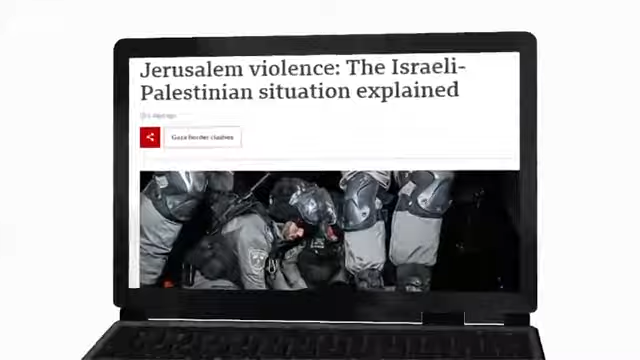 Jerusalem violence: The Israeli-
Palestinian situation explained
Gaza border clashes